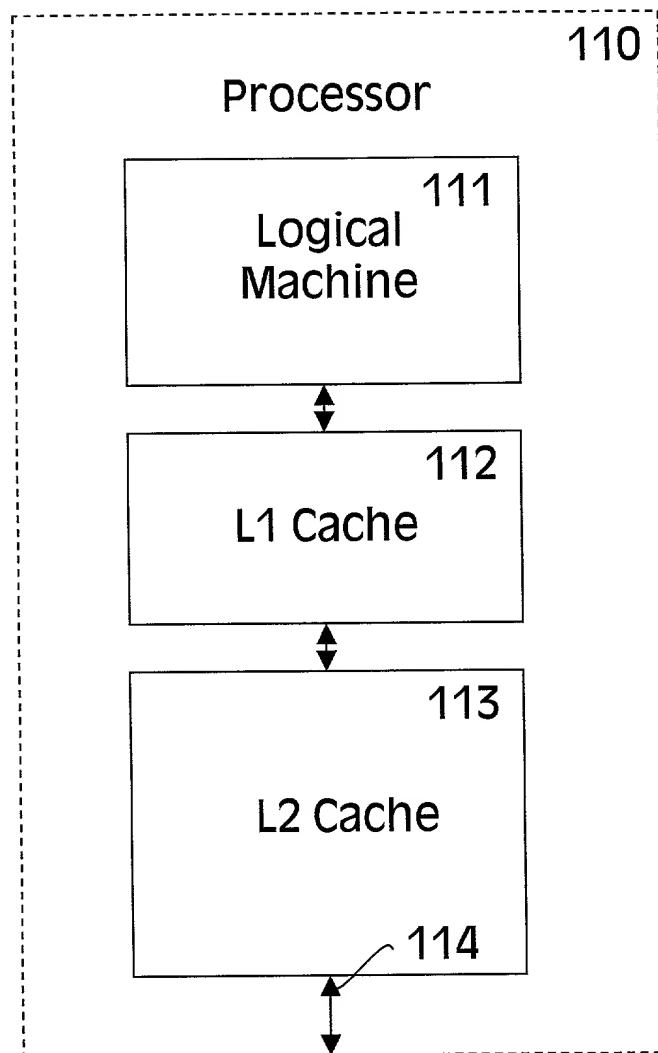 110
Processor
111
Logical
Machine
112
L1 Cache
113
L2 Cache
114